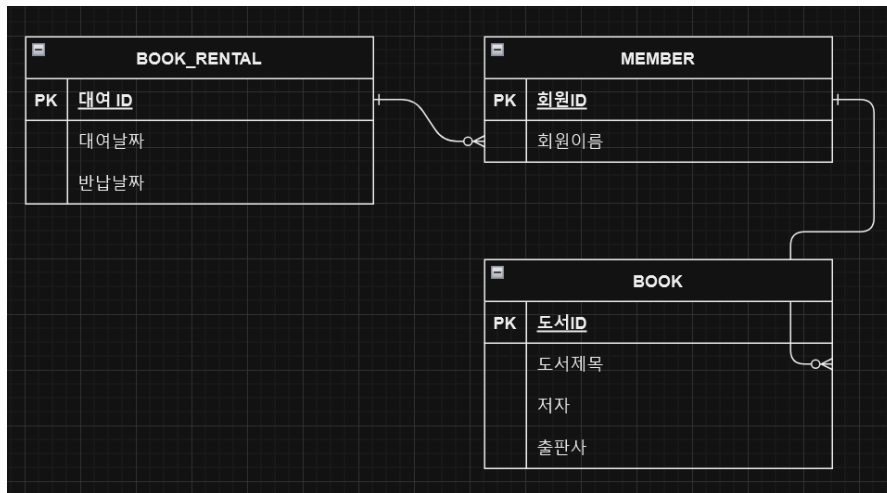 BOOK_RENTAL
PK 대여 ID
대여날짜
반납날짜
MEMBER
PK 회원ID
회원이름
BOOK
PK 도서ID
도서제목
저자
출판사